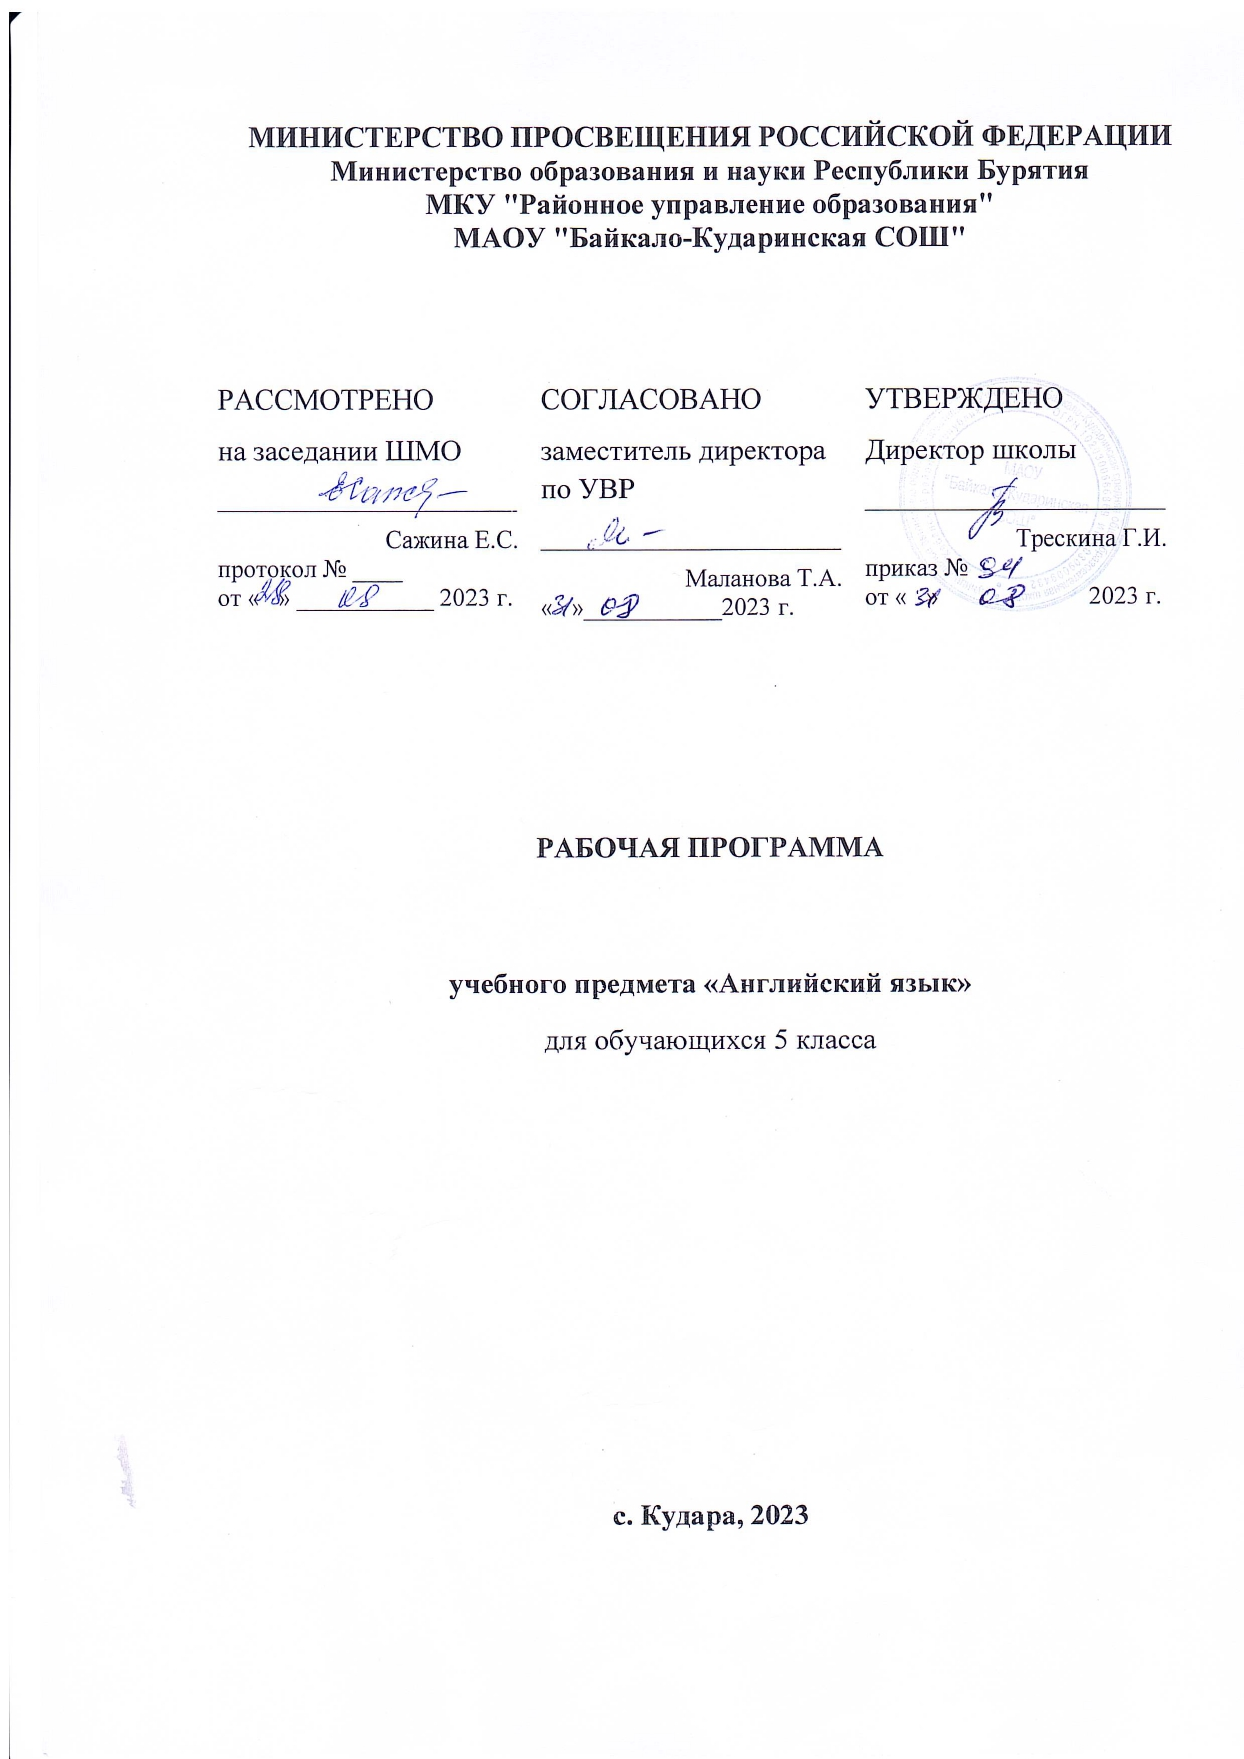 МИНИСТЕРСТВО ПРОСВЕЩЕНИЯ РОССИЙСКОЙ ФЕДЕРАЦИИ
Министерство образования и науки Республики Бурятия
МКУ "Районное управление образования"
МАОУ "Байкало-Кударинская СОШ"
РАССМОТРЕНО
на заседании ШМО
Сажина Е.С.
протокол № ____
от «28» 08 2023 г.
СОГЛАСОВАНО
заместитель директора
по УВР
Маланова Т.А.
«31» 08 2023 г.
УТВЕРЖДЕНО
Директор школы
Трескина Г.И.
приказ № 94
от « 31 08 2023 г.
РАБОЧАЯ ПРОГРАММА
учебного предмета «Английский язык»
для обучающихся 5 класса
с. Кудара, 2023